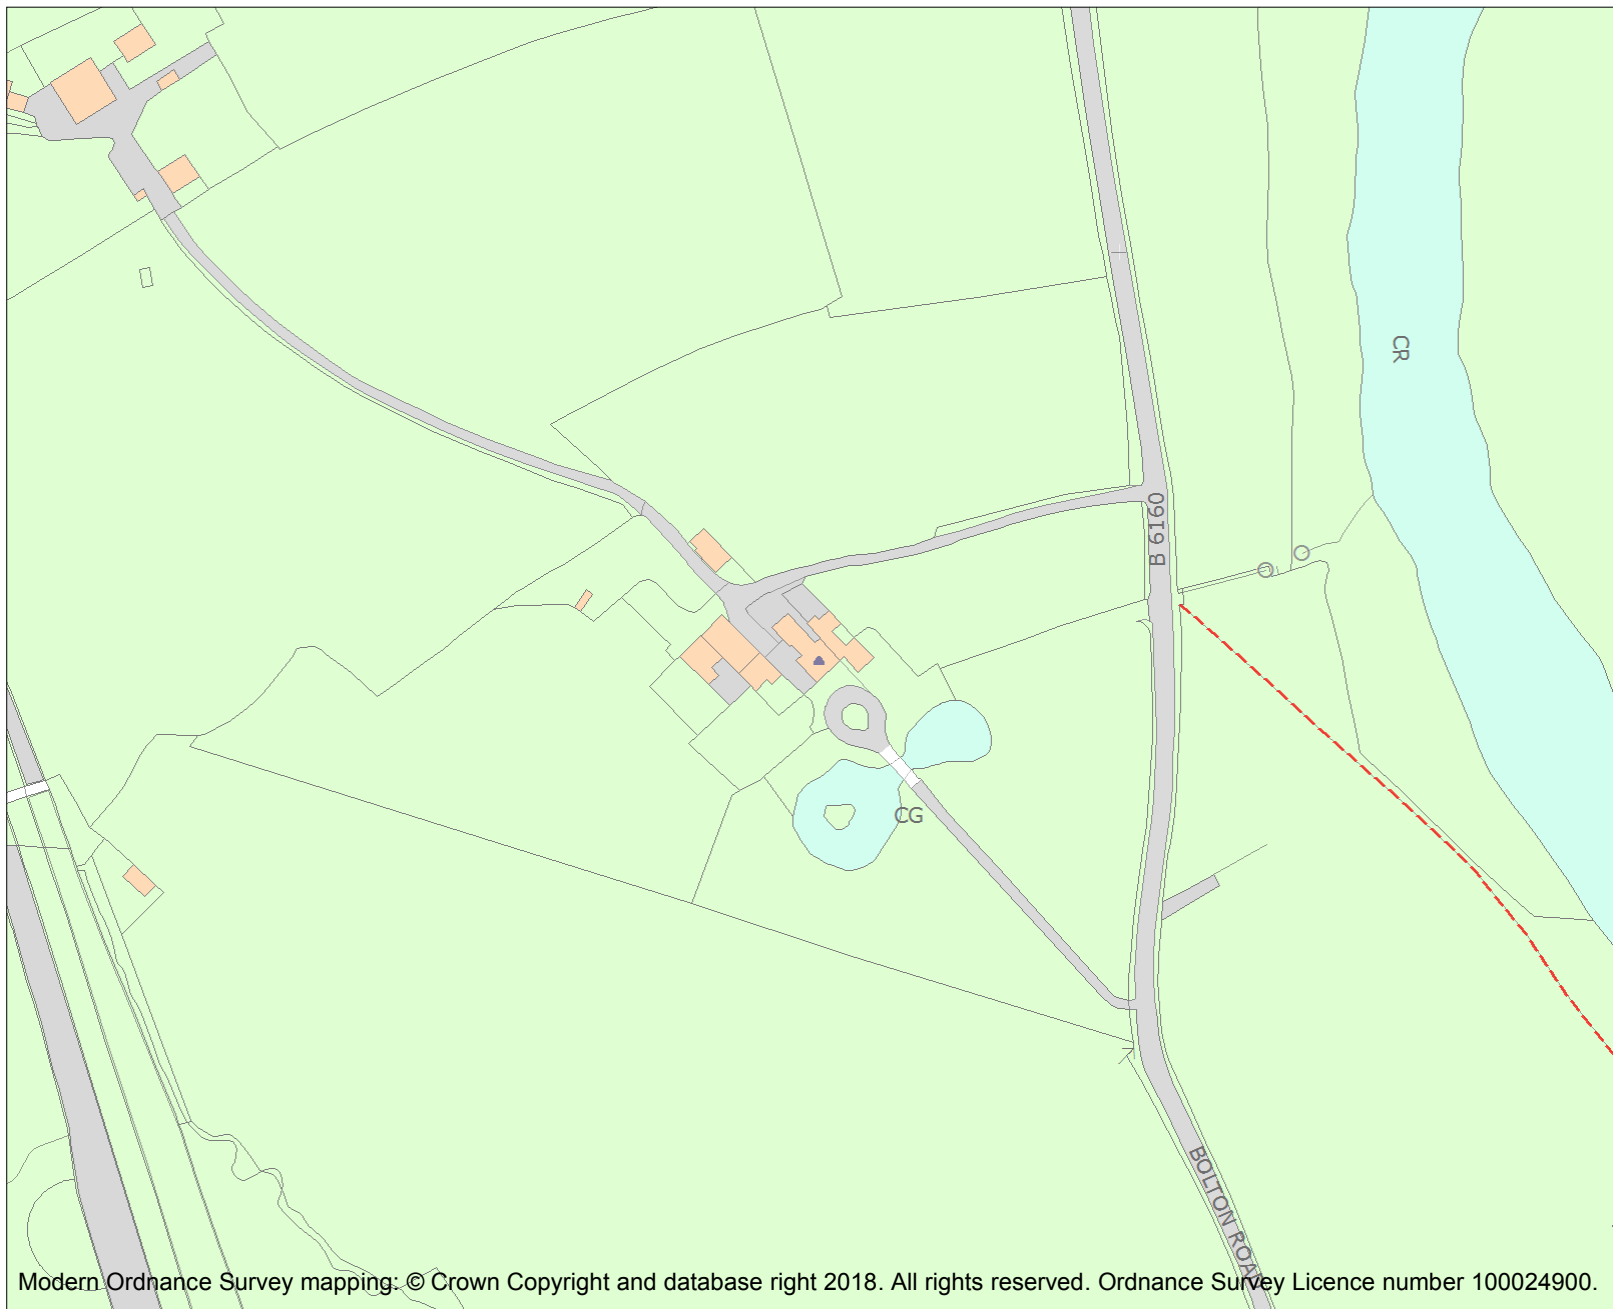 CR
B 6160
CG
BOLTON ROAD
Modern Ordnance Survey mapping: © Crown Copyright and database right 2018. All rights reserved. Ordnance Survey Licence number 100024900.